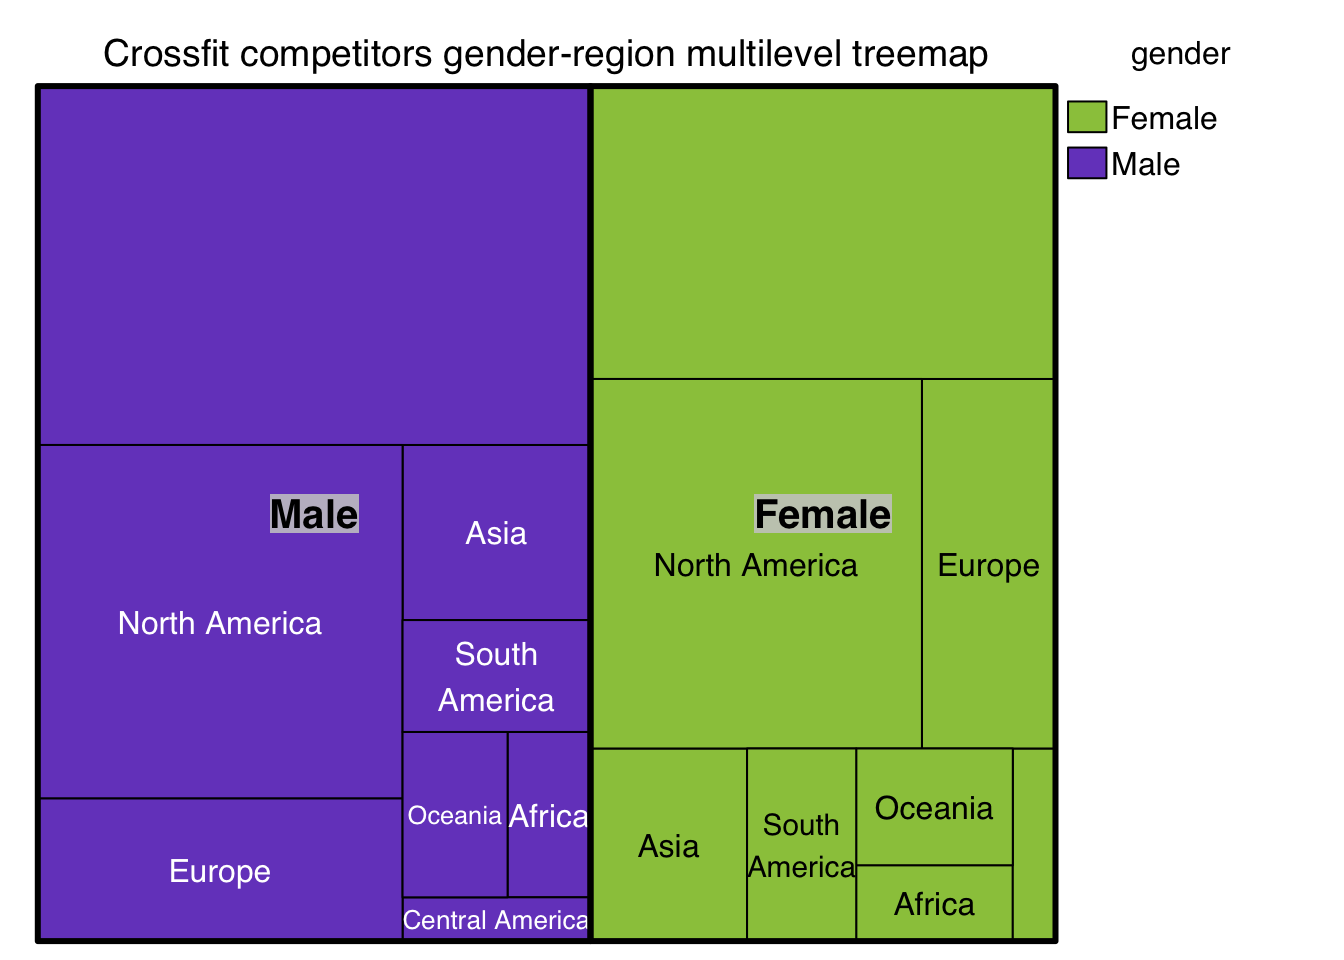 Crossfit competitors gender-region multilevel treemap
gender
Female
Male
Male
North America
Asia
South
America
Oceania
Africa
Europe
Central America
Female
North America
Europe
Asia
South
America
Oceania
Africa